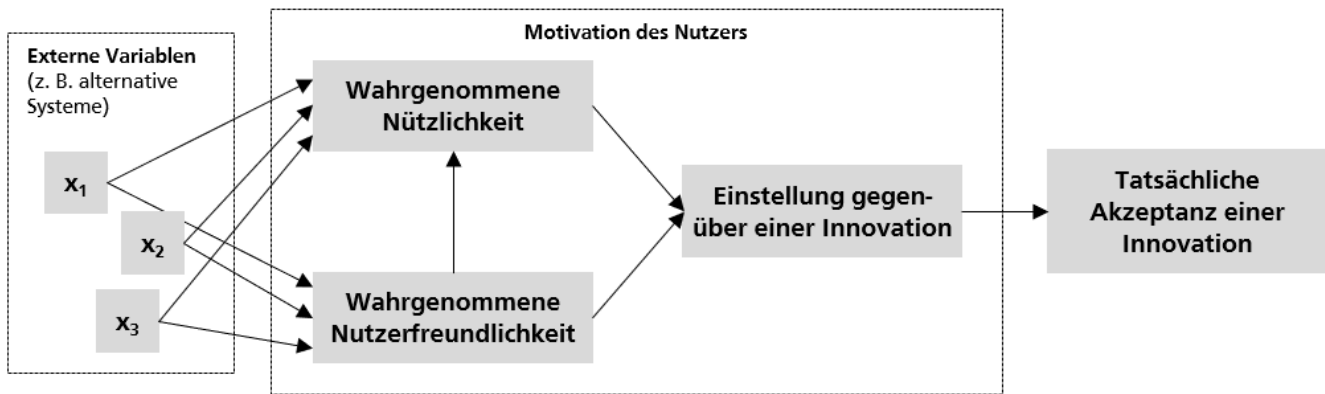 Motivation des Nutzers
Externe Variablen
(z. B. alternative
Systeme)
x₁
x₂
x₃
Wahrgenommene
Nützlichkeit
Wahrgenommene
Nutzerfreundlichkeit
Einstellung gegen-
über einer Innovation
Tatsächliche
Akzeptanz einer
Innovation